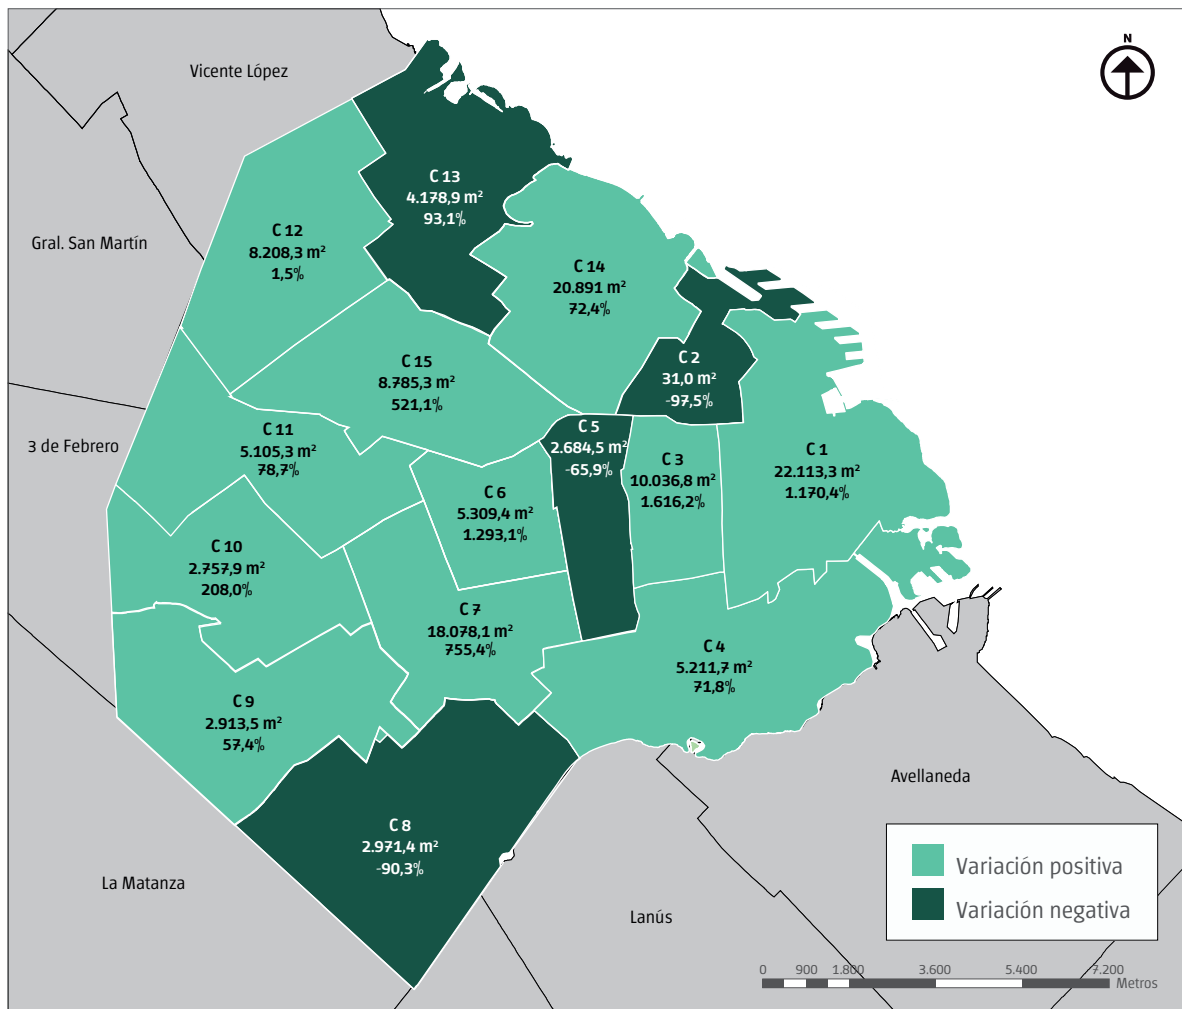 N
Vicente López
C 13
4.178,9 m²
93,1%
C 12
8.208,3 m²
1,5%
Gral. San Martín
C 14
20.891 m²
72,4%
C 15
8.785,3 m²
521,1%
C 2
31,0 m²
-97,5%
3 de Febrero
C 11
5.105,3 m²
78,7%
C 5
2.684,5 m²
-65,9%
C 3
10.036,8 m²
1.616,2%
C 1
22.113,3 m²
1.170,4%
C 6
5.309,4 m²
1.293,1%
C 10
2.757,9 m²
208,0%
C 7
18.078,1 m²
755,4%
C 4
5.211,7 m²
71,8%
C 9
2.913,5 m²
57,4%
Avellaneda
C 8
2.971,4 m²
-90,3%
La Matanza
Lanús
Variación positiva
Variación negativa
0 900 1.800 3.600 5.400 7.200
Metros